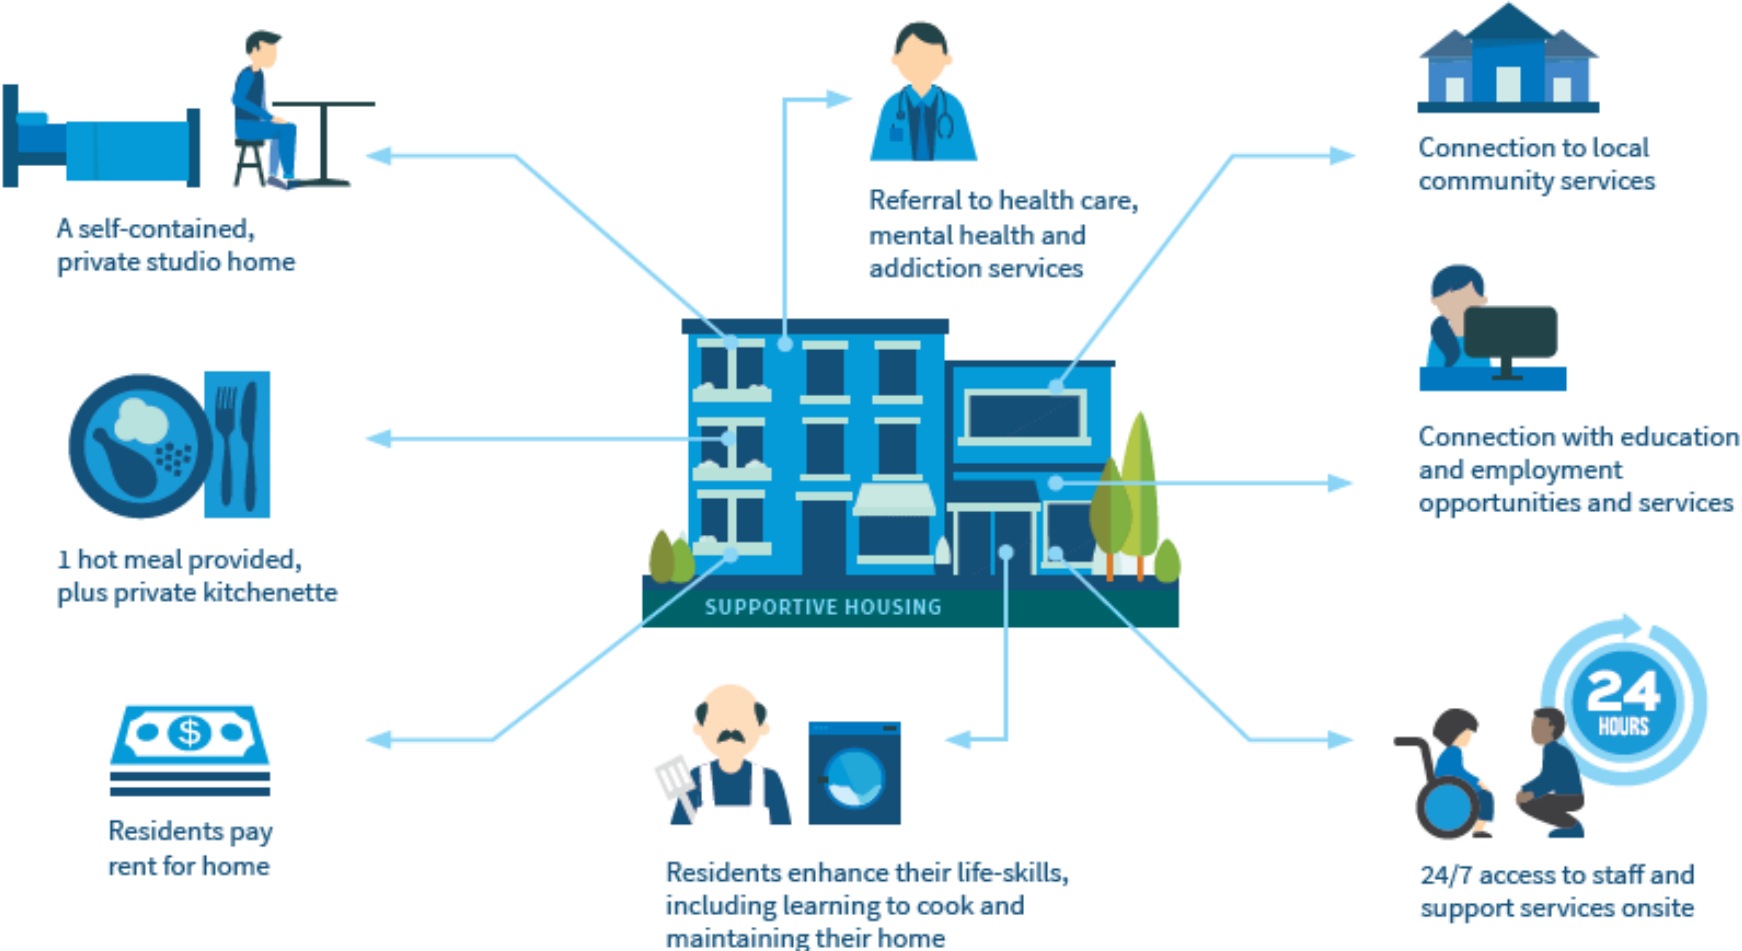 A self-contained,
private studio home
Referral to health care,
mental health and
addiction services
Connection to local
community services
Connection with education
and employment
opportunities and services
1 hot meal provided,
plus private kitchenette
SUPPORTIVE HOUSING
24
HOURS
$
Residents pay
rent for home
Residents enhance their life-skills,
including learning to cook and
maintaining their home
24/7 access to staff and
support services onsite